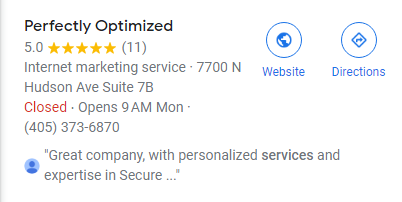 Perfectly Optimized
5.0 ★★★★★ (11)
Website
Directions
Internet marketing service · 7700 N
Hudson Ave Suite 7B
Closed · Opens 9 AM Mon ·
(405) 373-6870
"Great company, with personalized services and
expertise in Secure ..."